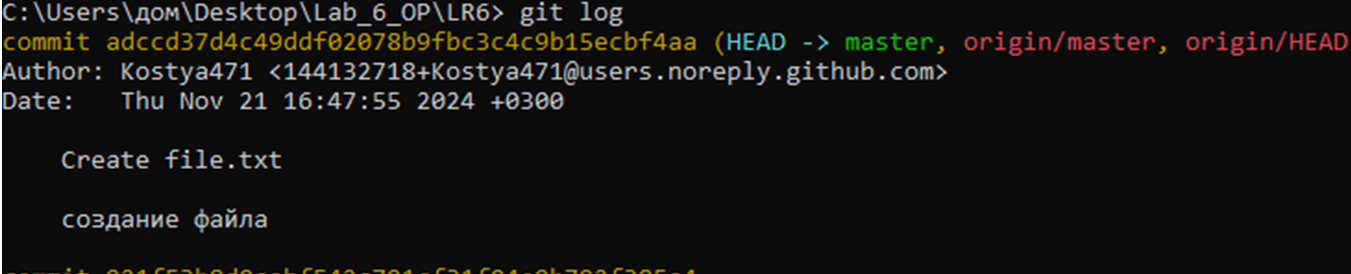 C:\Users\дом\Desktop\Lab_6_OP\LR6> git log
commit adccd37d4c49ddf02078b9fbc3c4c9b15ecbf4aa (HEAD -> master, origin/master, origin/HEAD
Author: Kostya471 <144132718+Kostya471@users.noreply.github.com>
Date: Thu Nov 21 16:47:55 2024 +0300
Create file.txt
создание файла
commit